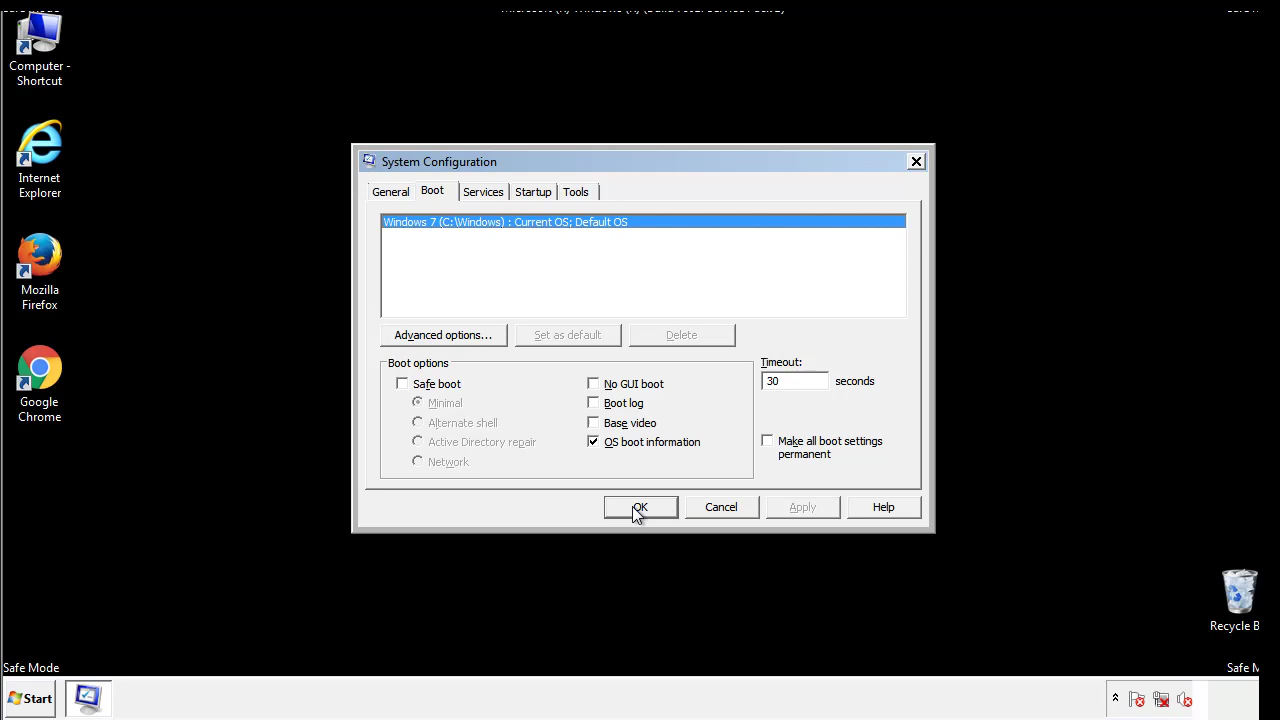 Computer -
Shortcut
Internet
Explorer
Mozilla
Firefox
Google
Chrome
System Configuration
General
Boot
Services
Startup
Tools
Windows 7 (C:\Windows) : Current OS; Default OS
Advanced options...
Set as default
Delete
Boot options
Safe boot
Minimal
Alternate shell
Active Directory repair
Network
No GUI boot
Boot log
Base video
OS boot information
Timeout:
30 seconds
Make all boot settings
permanent
OK
Cancel
Apply
Help
Recycle B
Safe Mode
Safe M
Start